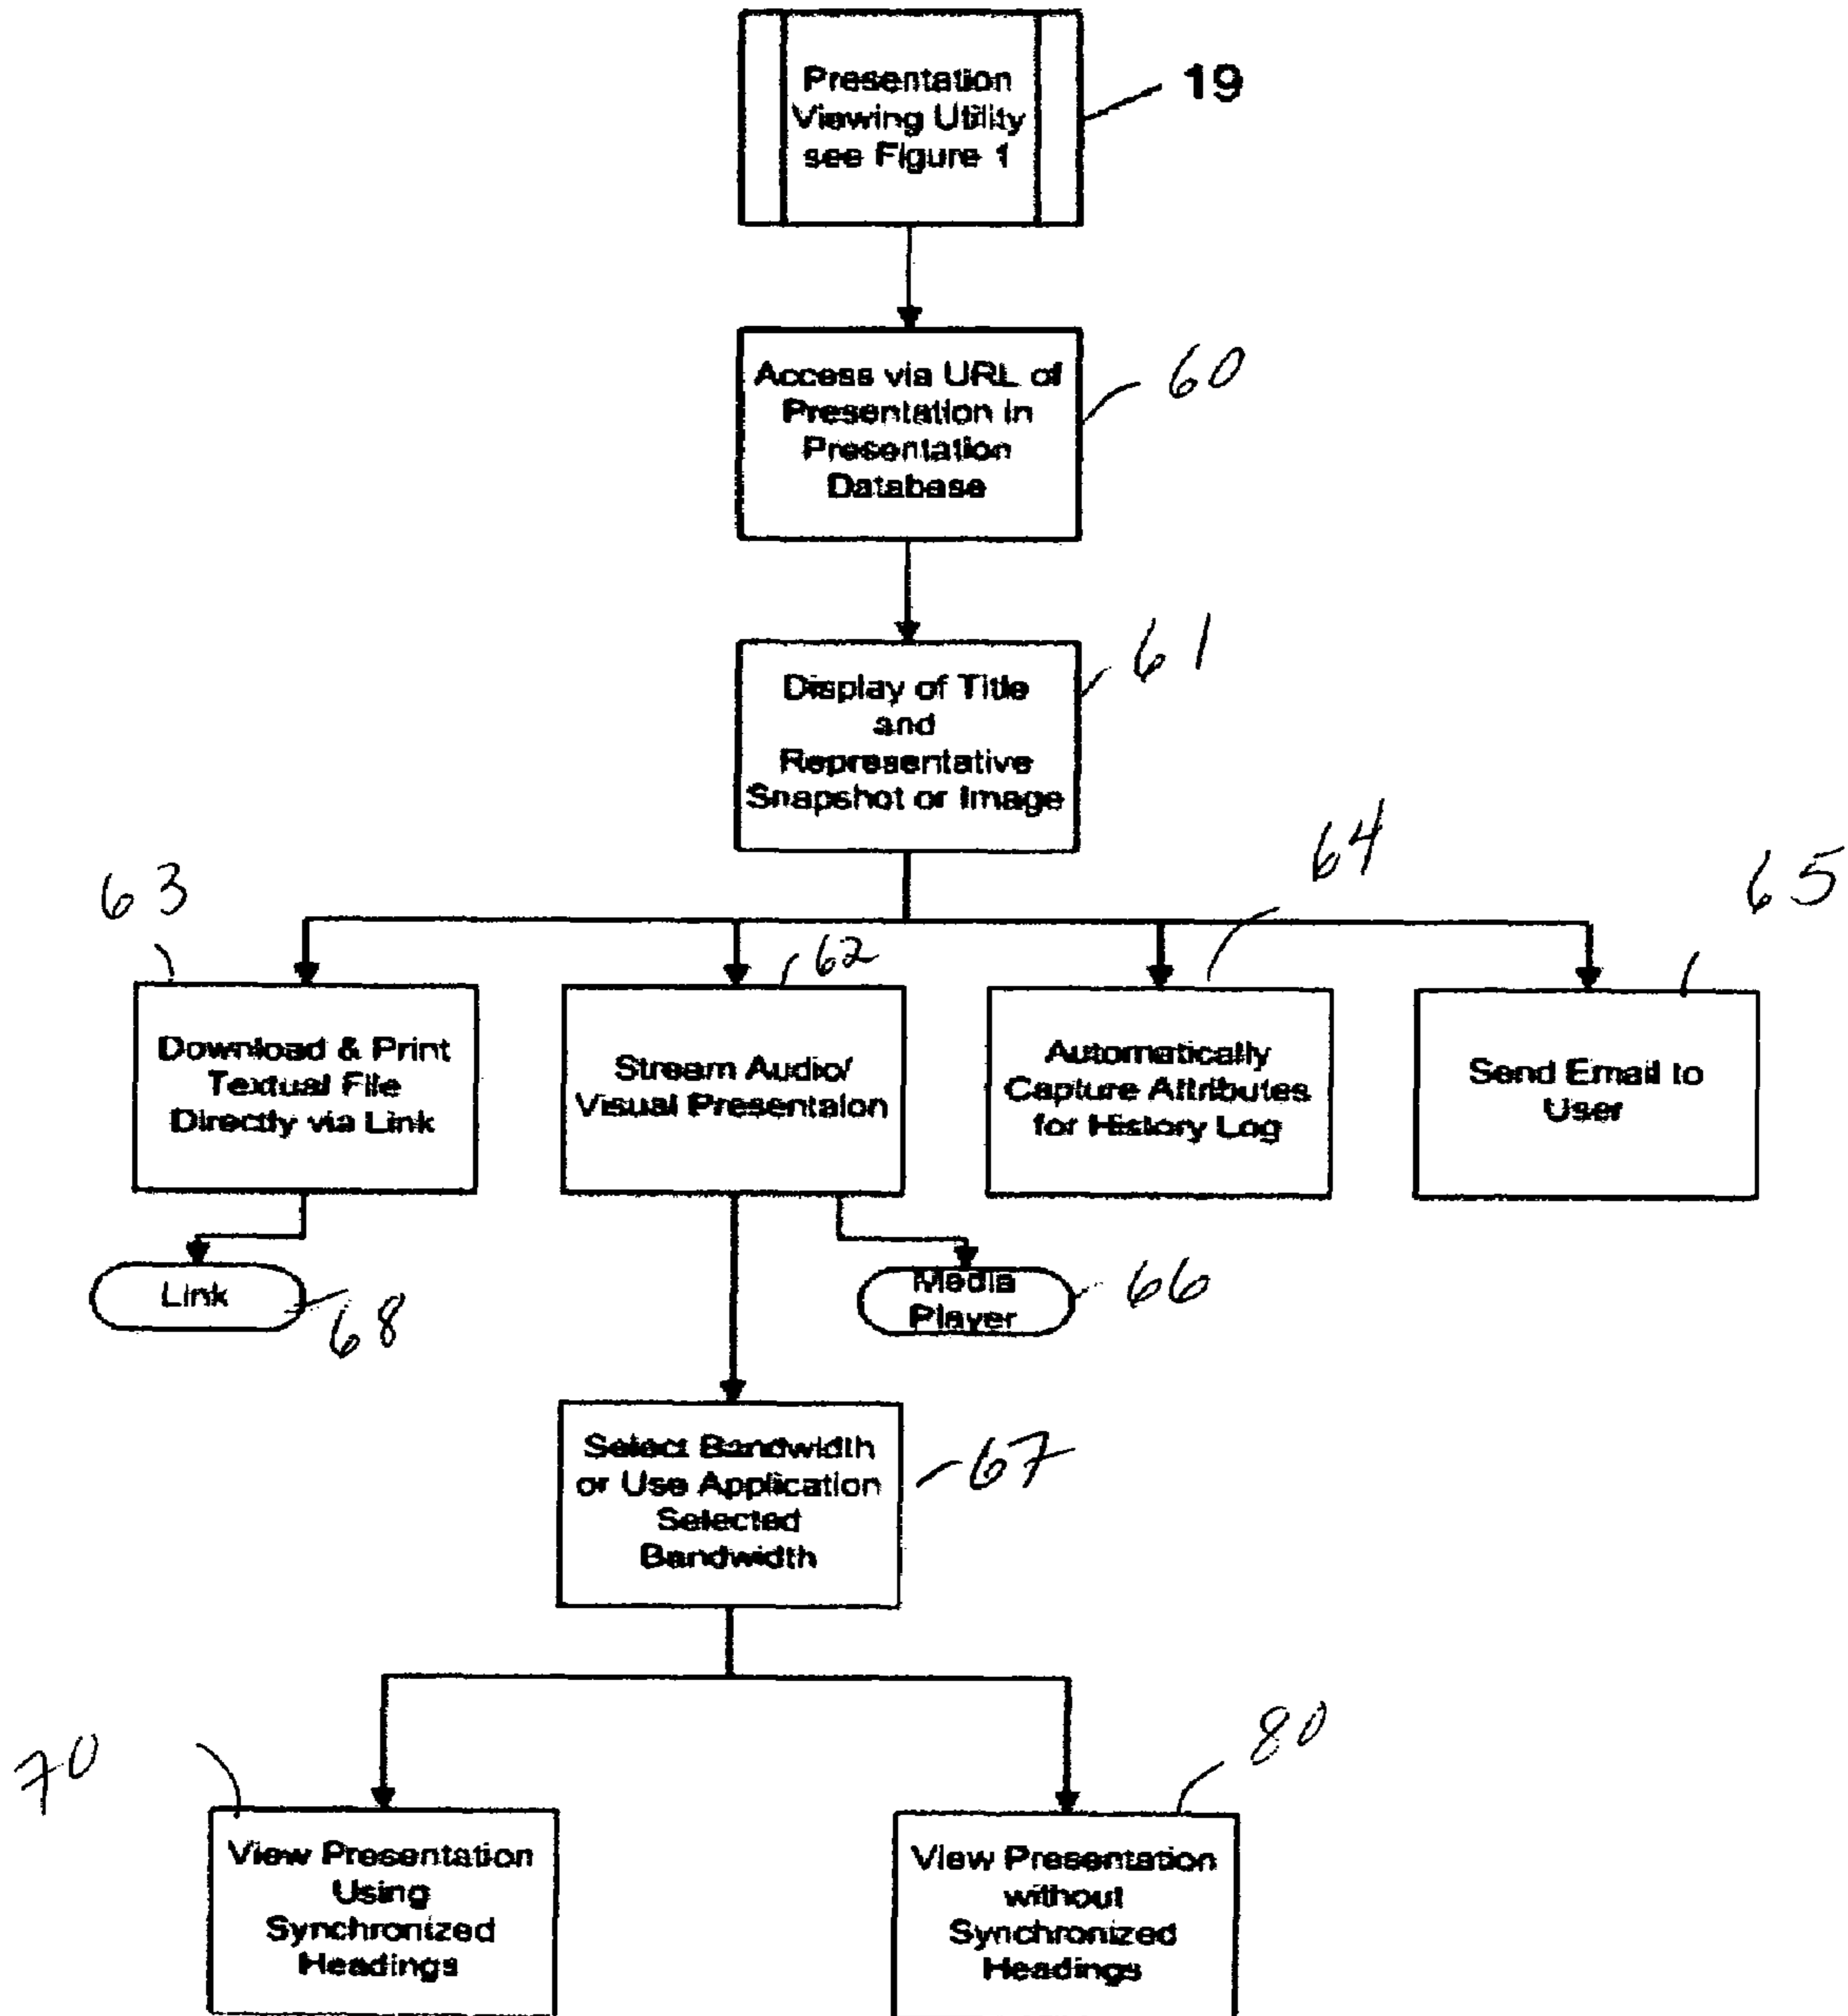 Presentation
Viewing Utility
see Figure 1
19
Access via URL of
Presentation in
Presentation
Database
60
Display of Title
and
Representative
Snapshot or Image
61
63
62
64
65
Download & Print
Textual File
Directly via Link
Stream Audio/
Visual Presentaion
Automatically
Capture Attributes
for History Log
Send Email to
User
Link
68
Media
Player
66
Select Bandwidth
or Use Application
Selected
Bandwidth
67
70
80
View Presentation
Using
Synchronized
Headings
View Presentation
without
Synchronized
Headings